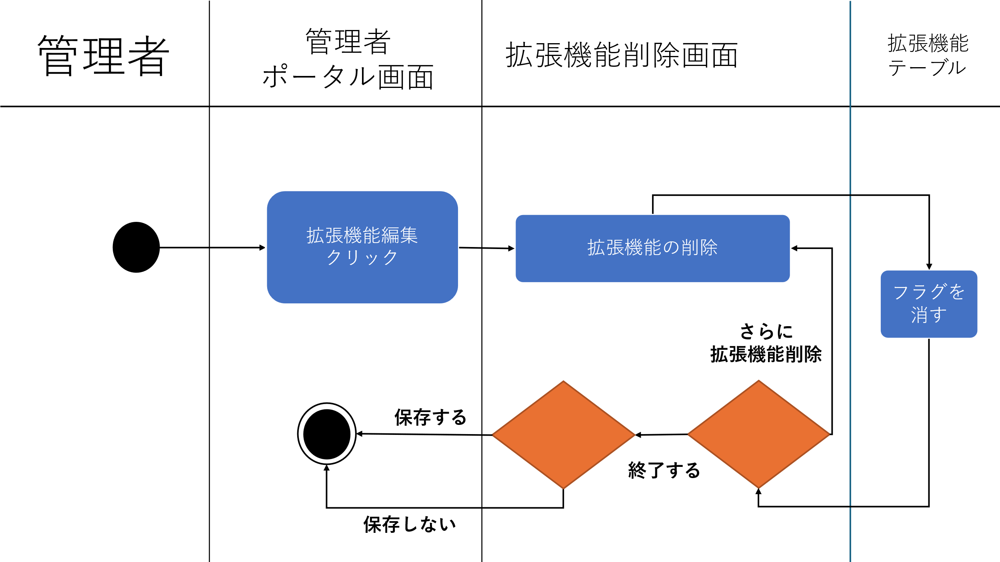 管理者
管理者
ポータル画面
拡張機能削除画面
拡張機能
テーブル
拡張機能編集
クリック
拡張機能の削除
フラグを
消す
さらに
拡張機能削除
保存する
終了する
保存しない